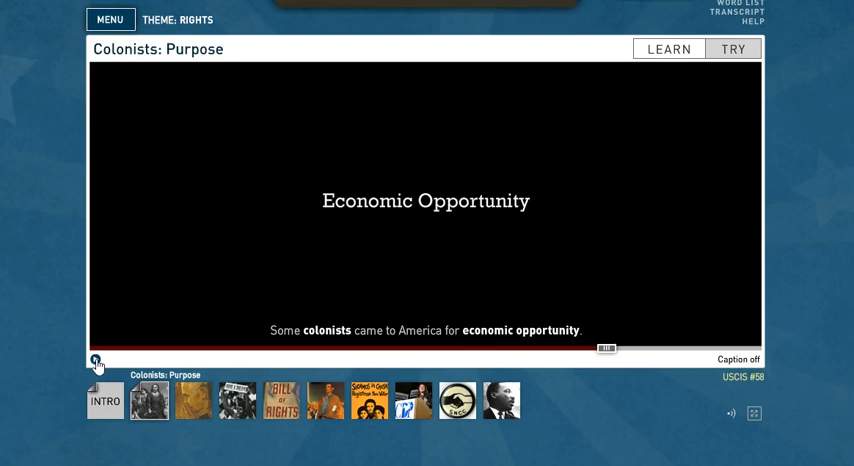 WORD LIST
MENU
THEME: RIGHTS
TRANSCRIPT
HELP
Colonists: Purpose
LEARN
TRY
Economic Opportunity
Some colonists came to America for economic opportunity.
Caption off
Colonists: Purpose
USCIS #58
INTRO
BILL
OF
RIGHTS
SNCC